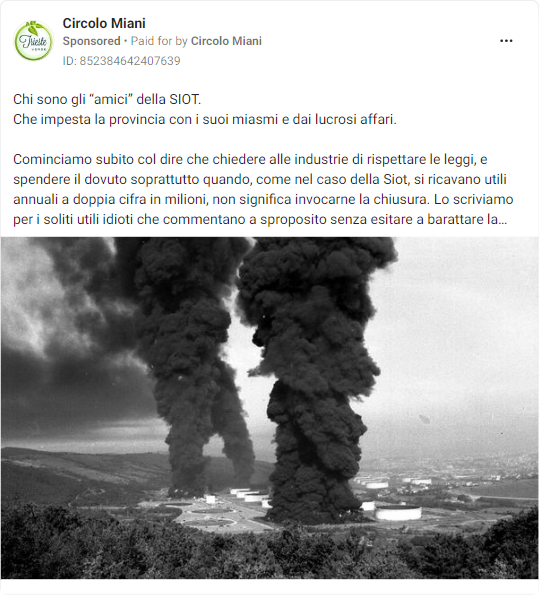 Circolo Miani
Sponsored • Paid for by Circolo Miani
ID: 852384642407639
Trieste
VERDE
Chi sono gli “amici” della SIOT.
Che impesta la provincia con i suoi miasmi e dai lucrosi affari.
Cominciamo subito col dire che chiedere alle industrie di rispettare le leggi, e
spendere il dovuto soprattutto quando, come nel caso della Siot, si ricavano utili
annuali a doppia cifra in milioni, non significa invocarne la chiusura. Lo scriviamo
per i soliti utili idioti che commentano a sproposito senza esitare a barattare la...